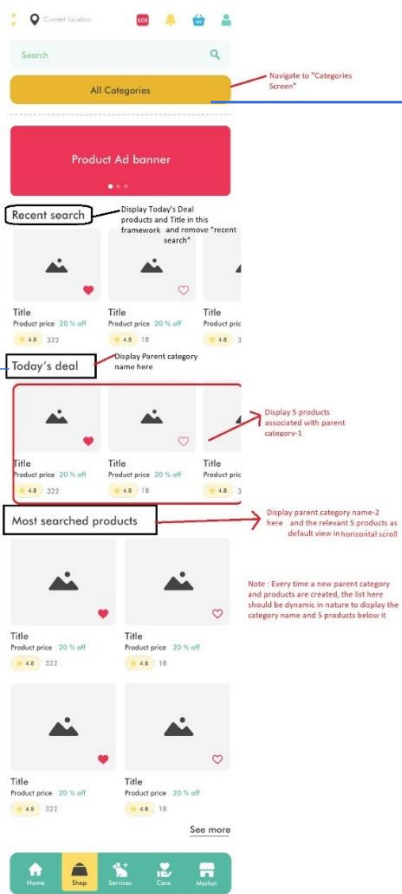 Current location
SOS
Search
All Categories
Navigate to "Categories
Screen"
Product Ad banner
Recent search
Display Today's Deal
products and Title in this
framework and remove "recent
search"
Title
Product price 20 % off
4.8 322
Title
Product price 20 % off
4.8 18
Title
Product pric
4.8 3
Today's deal
Display Parent category
name here
Display 5 products
associated with parent
category-1
Title
Product price 20 % off
4.8 322
Title
Product price 20 % off
4.8 18
Title
Product pric
4.8 3
Most searched products
Display parent category name-2
here and the relevant 5 products as
default view in horizontal scroll
Note : Every time a new parent category
and products are created, the list here
should be dynamic in nature to display the
category name and 5 products below it
Title
Product price 20 % off
4.8 322
Title
Product price 20 % off
4.8 18
Title
Product price 20 % off
4.8 322
Title
Product price 20 % off
4.8 18
See more
Home Shop Services Care Market